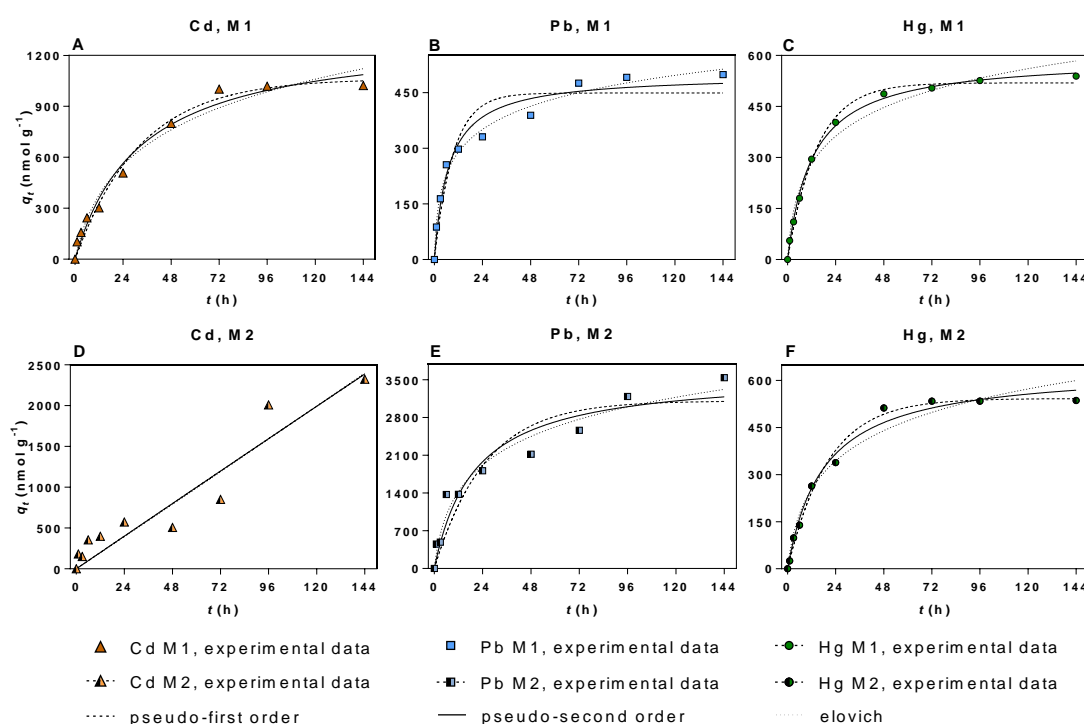 Cd, M1
Pb, M1
Hg, M1
A
B
C
1200
900
600
300
0
450
300
150
0
600
500
400
300
200
100
0
q_t (nmol g⁻¹)
0 24 48 72 96 120 144
0 24 48 72 96 120 144
0 24 48 72 96 120 144
t (h)
t (h)
t (h)
Cd, M2
Pb, M2
Hg, M2
D
E
F
2500
2000
1500
1000
500
0
3500
2800
2100
1400
700
0
600
450
300
150
0
q_t (nmol g⁻¹)
0 24 48 72 96 120 144
0 24 48 72 96 120 144
0 24 48 72 96 120 144
t (h)
t (h)
t (h)
Cd M1, experimental data
Pb M1, experimental data
Hg M1, experimental data
Cd M2, experimental data
Pb M2, experimental data
Hg M2, experimental data
pseudo-first order
pseudo-second order
elovich